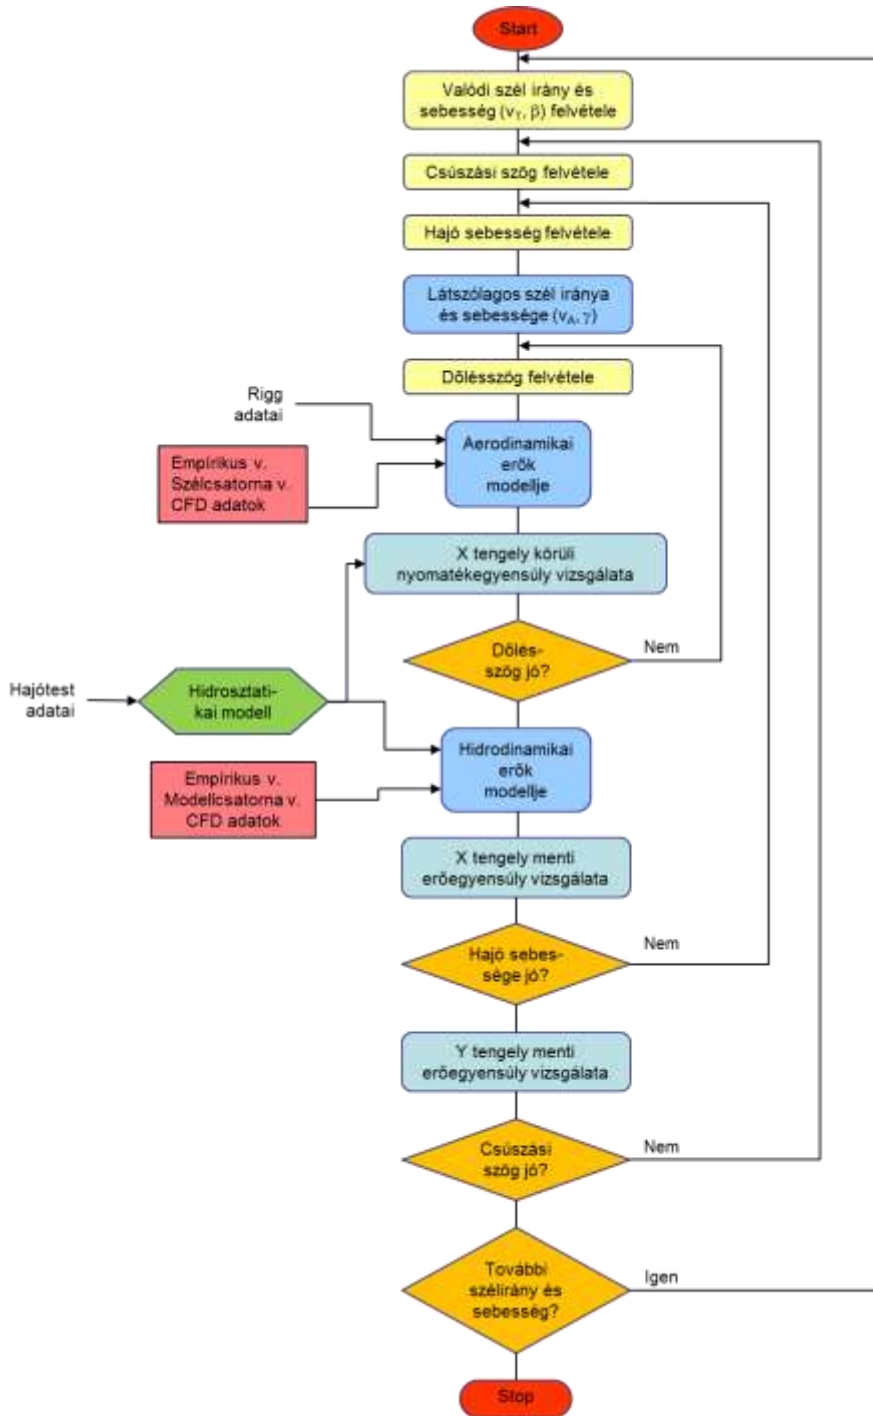 Start
Valódi szél irány és
sebesség (vT, β) felvétele
Csúszási szög felvétele
Hajó sebesség felvétele
Látszólagos szél iránya
és sebessége (vA, γ)
Dőlésszög felvétele
Rigg
adatai
Aerodinamikai
erők
modellje
Empírikus v.
Szélcsatorna v.
CFD adatok
X tengely körüli
nyomatékegyensúly vizsgálata
Dőlés-
szög jó?
Nem
Hajótest
adatai
Hidrosztati-
kai modell
Hidrodinamikai
erők
modellje
Empírikus v.
Modellcsatorna v.
CFD adatok
X tengely menti
erőegyensúly vizsgálata
Hajó sebes-
sége jó?
Nem
Y tengely menti
erőegyensúly vizsgálata
Csúszási
szög jó?
Nem
További
szélirány és
sebesség?
Igen
Stop